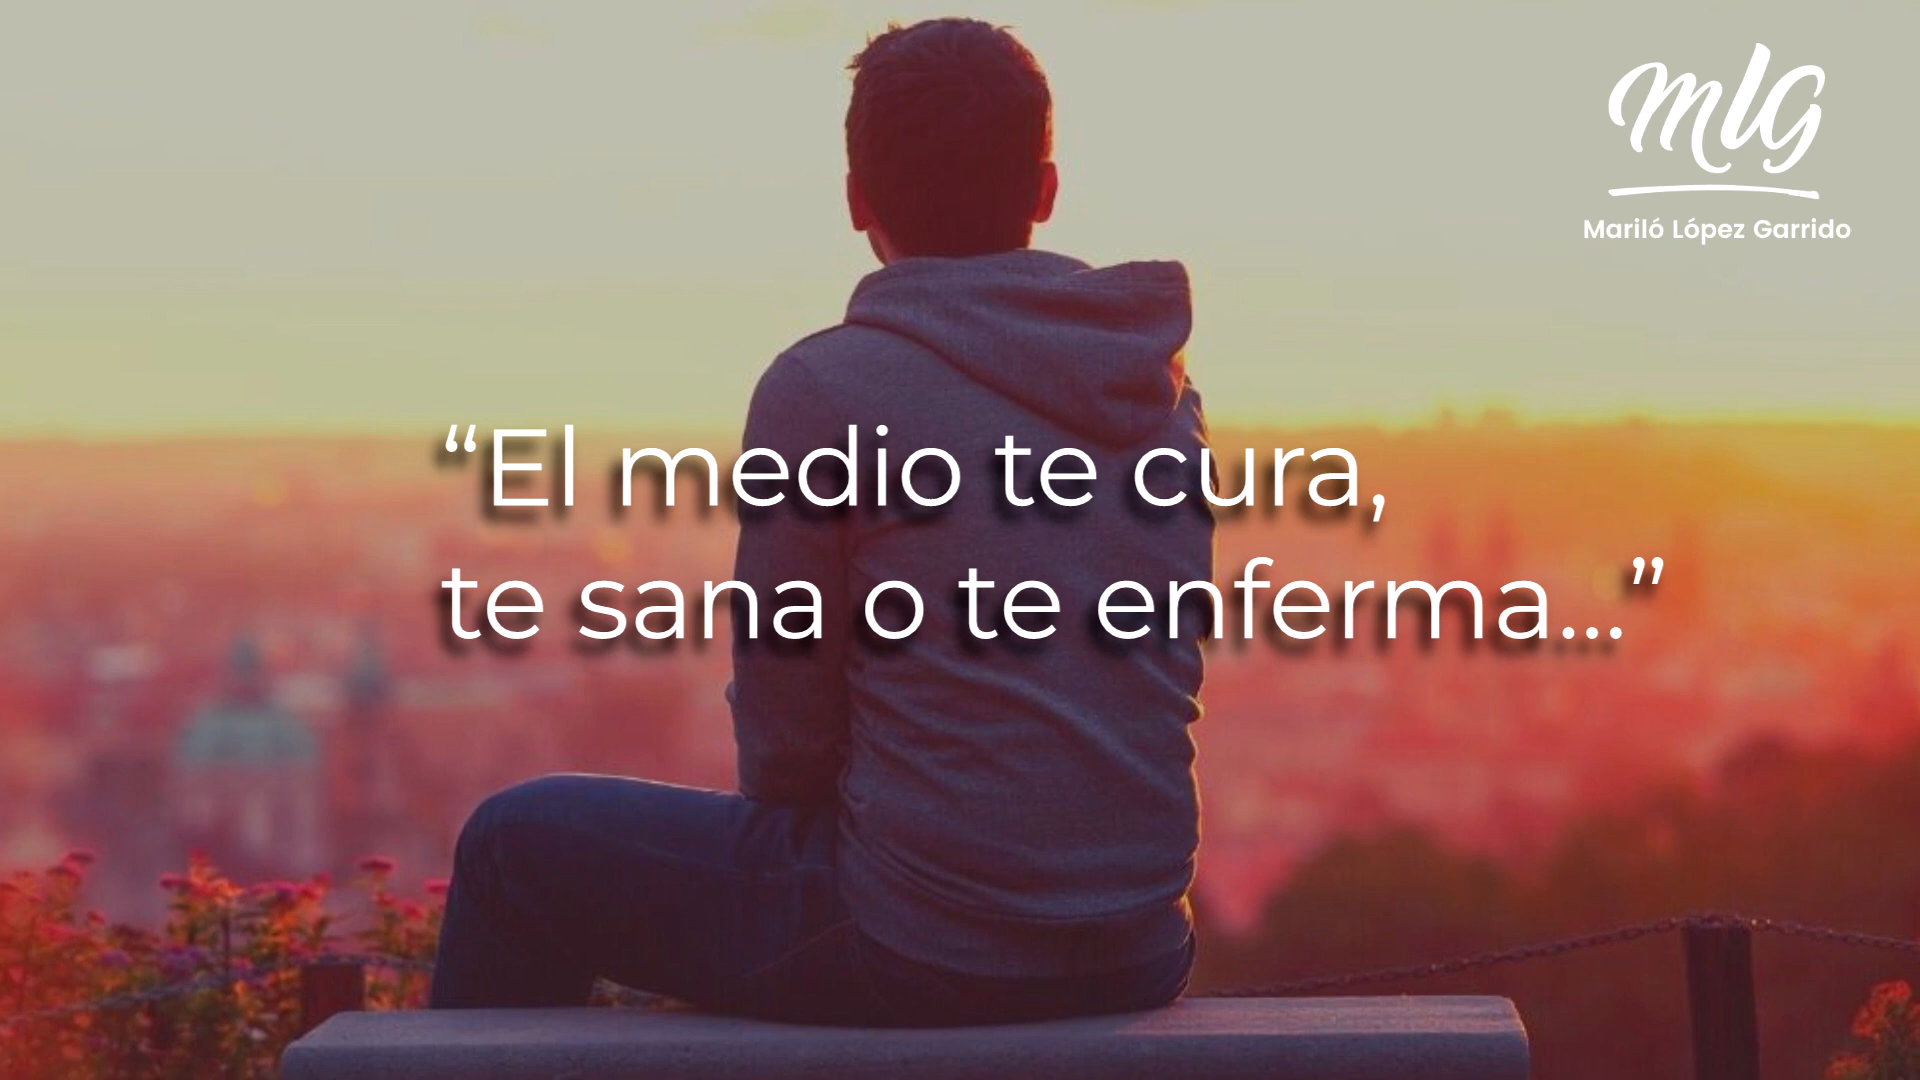 mlG
Mariló López Garrido
“El medio te cura,
te sana o te enferma...”